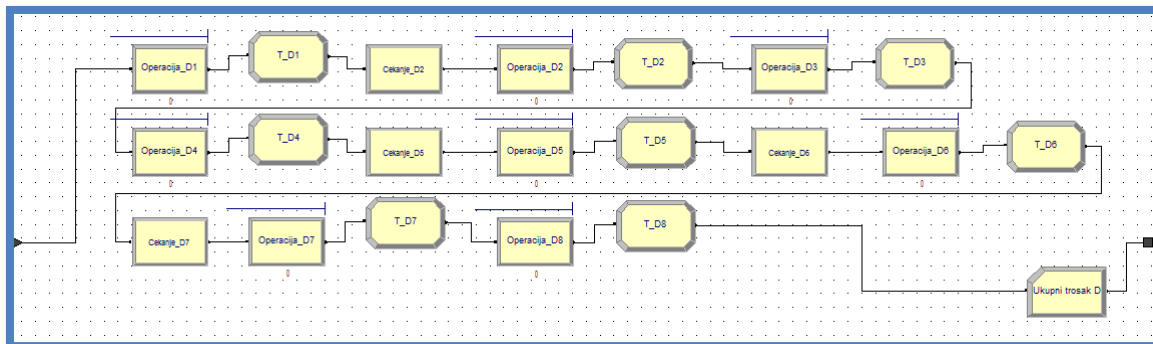 Operacija_D1
T_D1
Cekanje_D2
Operacija_D2
T_D2
Operacija_D3
T_D3
0
0
0
Operacija_D4
T_D4
Cekanje_D5
Operacija_D5
T_D5
Cekanje_D6
Operacija_D6
T_D6
0
0
0
Cekanje_D7
Operacija_D7
T_D7
Operacija_D8
T_D8
0
0
Ukupni trosak D